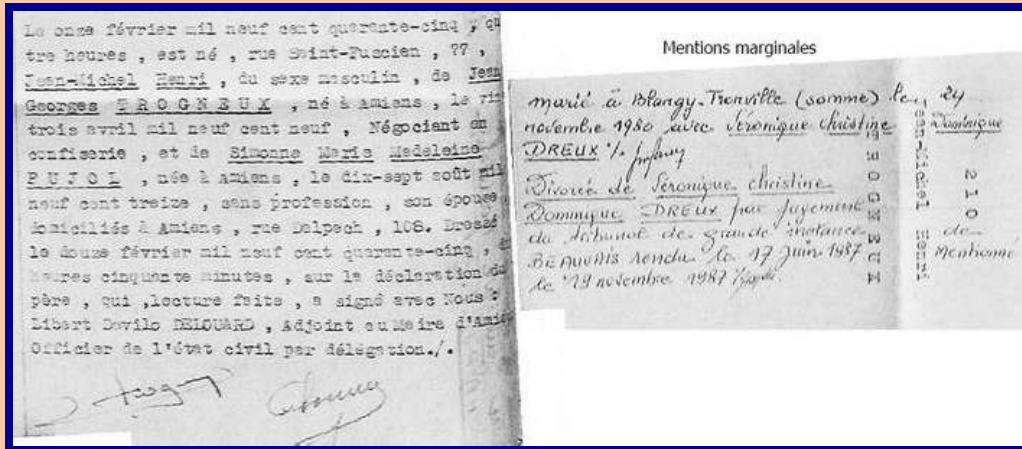 Le onze février mil neuf cent quarante-cinq , qu
tre heures , est né , rue Saint-Fuscien , 77 ,
Jean-Michel Henri , du sexe masculin , de Jean
Georges TROGNEUX , né à Amiens , le vin
trois avril mil neuf cent neuf , Négociant en
confiserie , et de Simonne Marie Madeleine
PUJOL , née à Amiens , le dix-sept août mil
neuf cent treize , sans profession , son épouse
domiciliés à Amiens , rue Delpech , 108. Dressé
le douze février mil neuf cent quarante-cinq ,
heures cinquante minutes , sur la déclaration du
père , qui ,lecture faite , a signé avec Nous
Libert Davilo DELOUARD , Adjoint au Maire d'Amie
Officier de l'état civil par délégation./.
Mentions marginales
marié à Blangy-Tronville (somme) le 24
novembre 1980 avec Véronique christine Dominique
DREUX
Divorcé de Véronique christine
Dominique DREUX par jugement
du tribunal de grande instance de
BEAUVAIS rendu le 17 Juin 1987 Mentionné
le 19 novembre 1987
TROGNEUX
Jean-Michel Henri
210